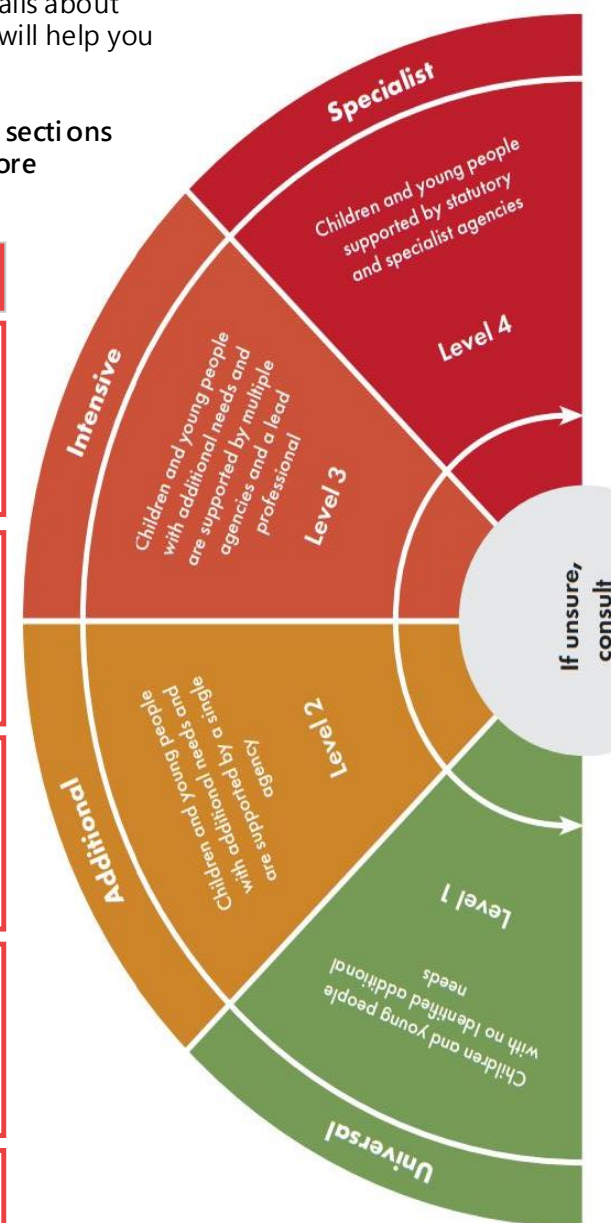 ails about
will help you
sections
ore
Specialist
Children and young people
supported by statutory
and specialist agencies
Level 4
Intensive
Children and young people
with additional needs and
are supported by multiple
agencies and a lead
professional
Level 3
Additional
Children and young people
with additional needs and
are supported by a single
agency
Level 2
Universal
Children and young people
with no Identified additional
needs
Level 1
If unsure,
consult